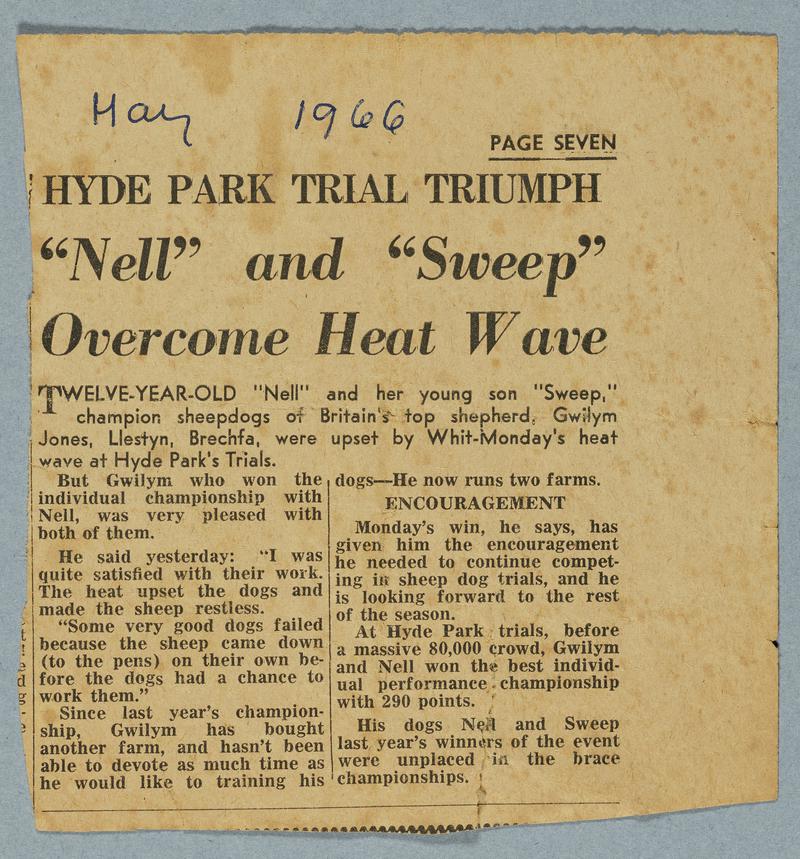 May 1966
PAGE SEVEN
HYDE PARK TRIAL TRIUMPH
“Nell” and “Sweep”
Overcome Heat Wave
TWELVE-YEAR-OLD "Nell" and her young son "Sweep,"
champion sheepdogs of Britain's top shepherd, Gwilym
Jones, Llestyn, Brechfa, were upset by Whit-Monday's heat
wave at Hyde Park's Trials.
But Gwilym who won the
individual championship with
Nell, was very pleased with
both of them.
He said yesterday: “I was
quite satisfied with their work.
The heat upset the dogs and
made the sheep restless.
“Some very good dogs failed
because the sheep came down
(to the pens) on their own be-
fore the dogs had a chance to
work them.”
Since last year’s champion-
ship, Gwilym has bought
another farm, and hasn’t been
able to devote as much time as
he would like to training his
dogs—He now runs two farms.
ENCOURAGEMENT
Monday’s win, he says, has
given him the encouragement
he needed to continue compet-
ing in sheep dog trials, and he
is looking forward to the rest
of the season.
At Hyde Park trials, before
a massive 80,000 crowd, Gwilym
and Nell won the best individ-
ual performance championship
with 290 points.
His dogs Nell and Sweep
last year’s winners of the event
were unplaced in the brace
championships.